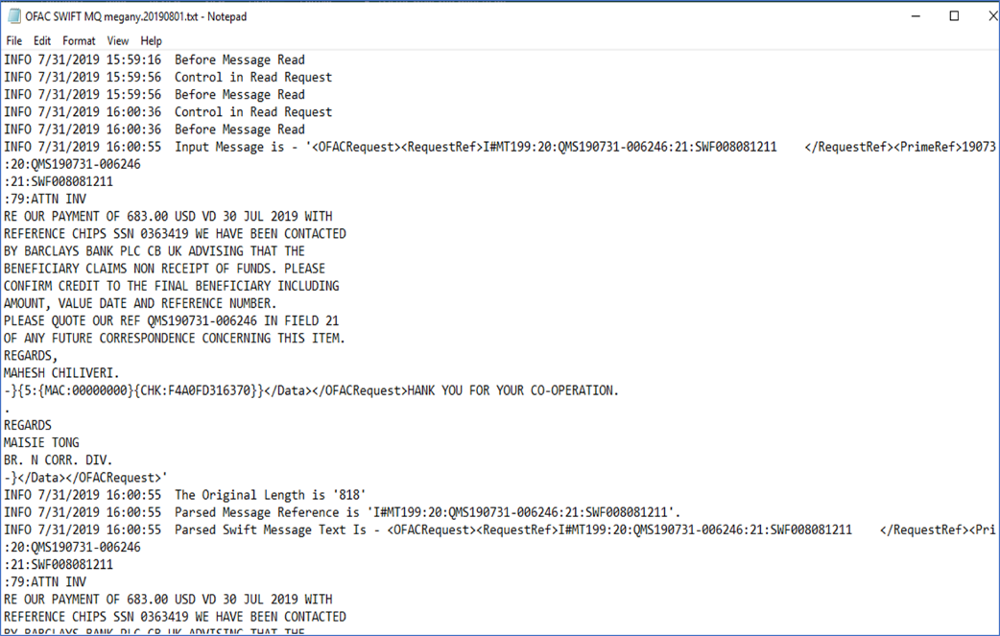 OFAC SWIFT MQ megany.20190801.txt - Notepad
File Edit Format View Help
INFO 7/31/2019 15:59:16  Before Message Read
INFO 7/31/2019 15:59:56  Control in Read Request
INFO 7/31/2019 15:59:56  Before Message Read
INFO 7/31/2019 16:00:36  Control in Read Request
INFO 7/31/2019 16:00:36  Before Message Read
INFO 7/31/2019 16:00:55  Input Message is - '<OFACRequest><RequestRef>I#MT199:20:QMS190731-006246:21:SWF008081211    </RequestRef><PrimeRef>19073
:20:QMS190731-006246
:21:SWF008081211
:79:ATTN INV
RE OUR PAYMENT OF 683.00 USD VD 30 JUL 2019 WITH
REFERENCE CHIPS SSN 0363419 WE HAVE BEEN CONTACTED
BY BARCLAYS BANK PLC CB UK ADVISING THAT THE
BENEFICIARY CLAIMS NON RECEIPT OF FUNDS. PLEASE
CONFIRM CREDIT TO THE FINAL BENEFICIARY INCLUDING
AMOUNT, VALUE DATE AND REFERENCE NUMBER.
PLEASE QUOTE OUR REF QMS190731-006246 IN FIELD 21
OF ANY FUTURE CORRESPONDENCE CONCERNING THIS ITEM.
REGARDS,
MAHESH CHILIVERI.
-}{5:{MAC:00000000}{CHK:F4A0FD316370}}</Data></OFACRequest>HANK YOU FOR YOUR CO-OPERATION.
.
REGARDS
MAISIE TONG
BR. N CORR. DIV.
-}</Data></OFACRequest>'
INFO 7/31/2019 16:00:55  The Original Length is '818'
INFO 7/31/2019 16:00:55  Parsed Message Reference is 'I#MT199:20:QMS190731-006246:21:SWF008081211'.
INFO 7/31/2019 16:00:55  Parsed Swift Message Text Is - <OFACRequest><RequestRef>I#MT199:20:QMS190731-006246:21:SWF008081211    </RequestRef><Pri
:20:QMS190731-006246
:21:SWF008081211
:79:ATTN INV
RE OUR PAYMENT OF 683.00 USD VD 30 JUL 2019 WITH
REFERENCE CHIPS SSN 0363419 WE HAVE BEEN CONTACTED
BY BARCLAYS BANK PLC CB UK ADVISING THAT THE